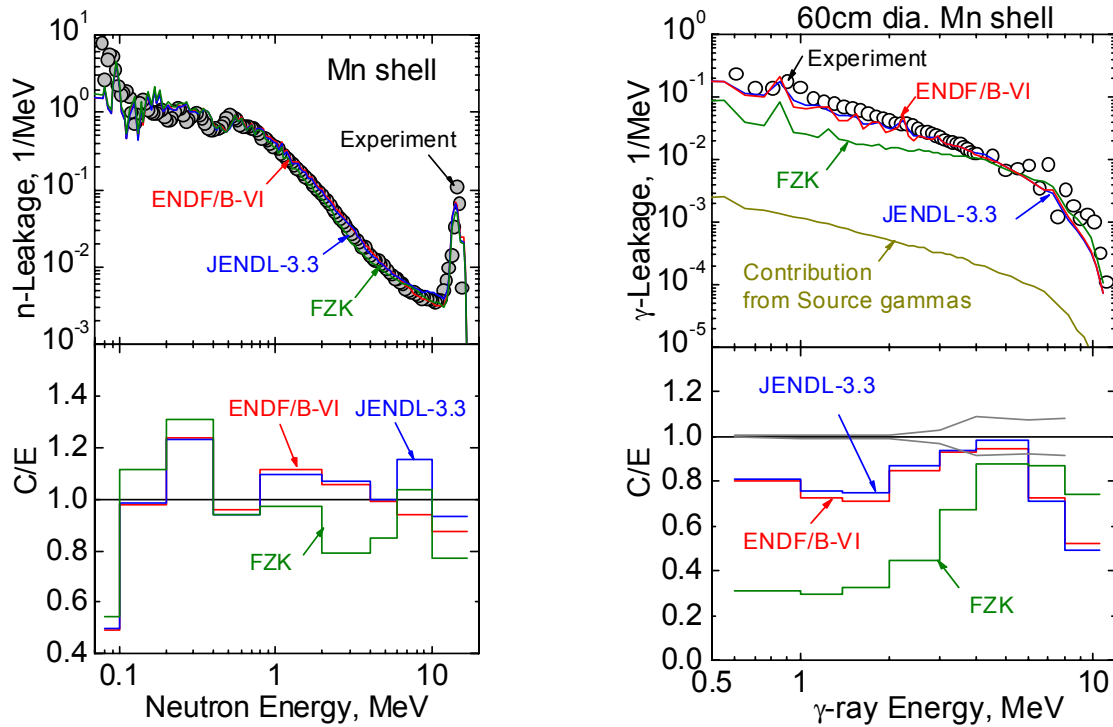 60cm dia. Mn shell
10^1
10^0
10^-1
10^-2
10^-3
n-Leakage, 1/MeV
Mn shell
Experiment
ENDF/B-VI
JENDL-3.3
FZK
10^0
10^-1
10^-2
10^-3
10^-4
10^-5
γ-Leakage, 1/MeV
Experiment
ENDF/B-VI
FZK
JENDL-3.3
Contribution
from Source gammas
1.4
1.2
1.0
0.8
0.6
0.4
C/E
ENDF/B-VI
JENDL-3.3
FZK
0.1 1 10
Neutron Energy, MeV
1.2
1.0
0.8
0.6
0.4
0.2
0.0
C/E
JENDL-3.3
ENDF/B-VI
FZK
0.5 1 10
γ-ray Energy, MeV